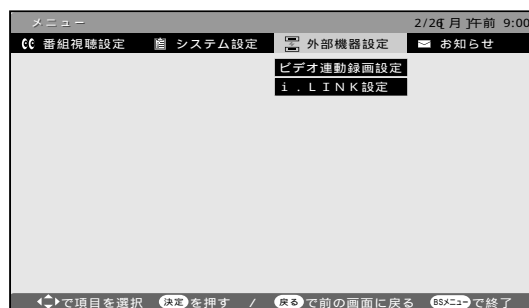 メニュー 2/26[月]午前 9:00
番組視聴設定 システム設定 外部機器設定 お知らせ
ビデオ連動録画設定
i.LINK設定
で項目を選択 決定を押す / 戻るで前の画面に戻る BSメニューで終了